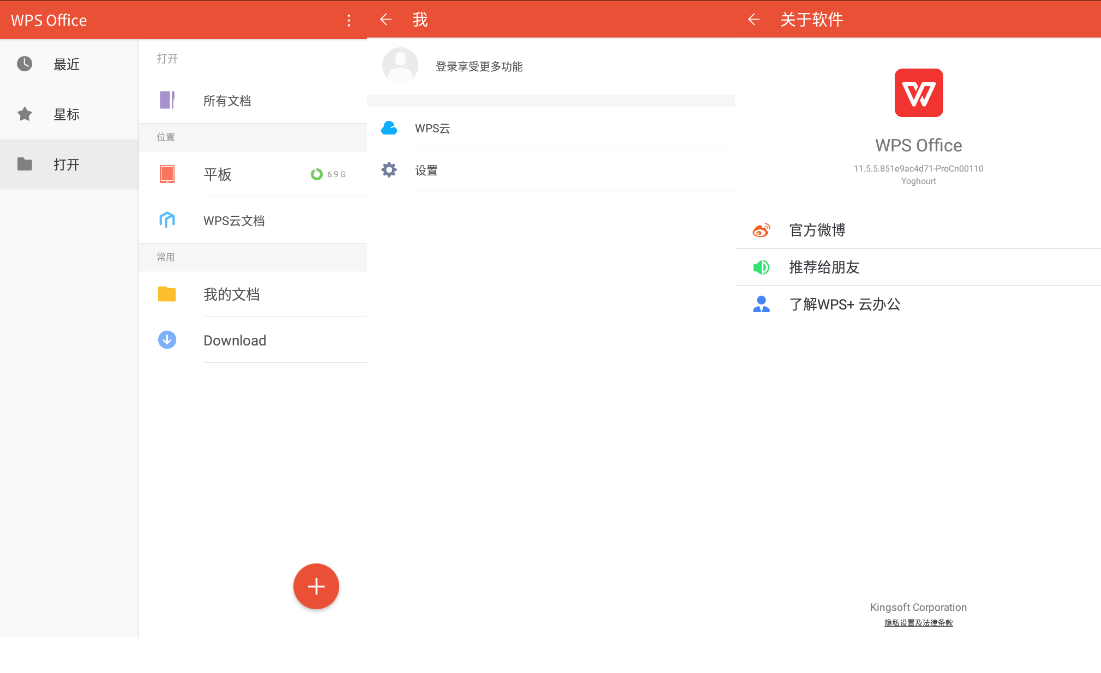 WPS Office
最近
星标
打开
打开
所有文档
位置
平板
6.9 G
WPS云文档
常用
我的文档
Download
我
登录享受更多功能
WPS云
设置
关于软件
WPS Office
11.5.5.851e9ac4d71-ProCn00110
Yoghourt
官方微博
推荐给朋友
了解WPS+ 云办公
Kingsoft Corporation
隐私设置及法律条款